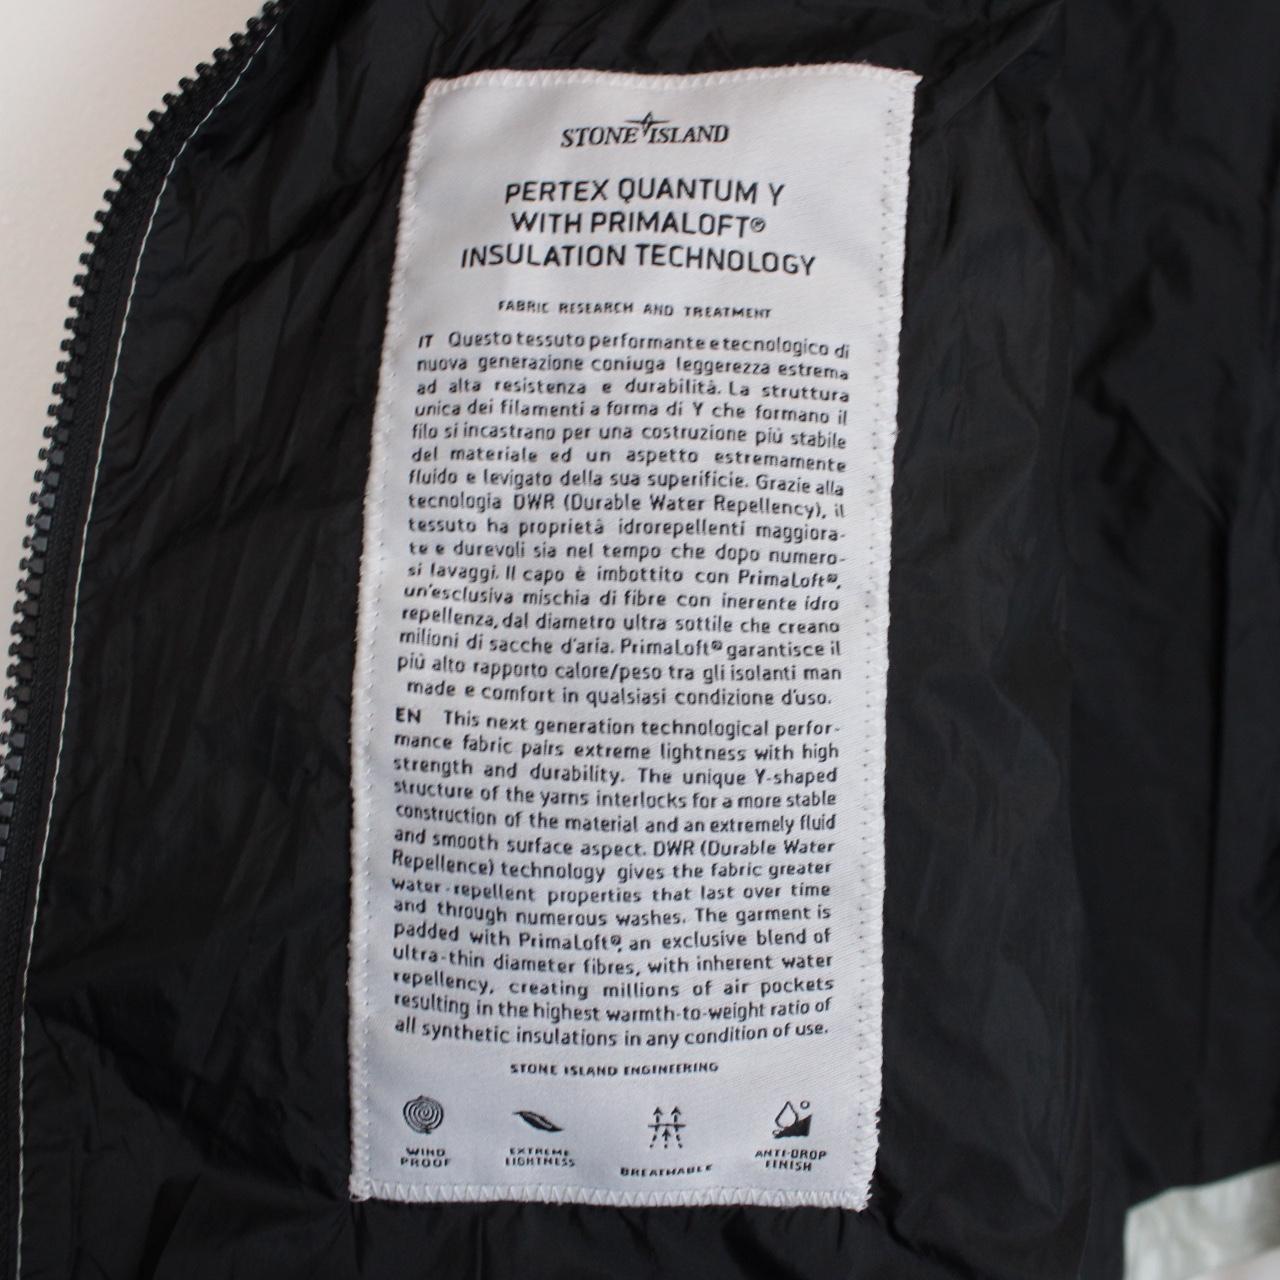 STONE ISLAND
PERTEX QUANTUM Y
WITH PRIMALOFT®
INSULATION TECHNOLOGY
FABRIC RESEARCH AND TREATMENT
IT Questo tessuto performante e tecnologico di
nuova generazione coniuga leggerezza estrema
ad alta resistenza e durabilità. La struttura
unica dei filamenti a forma di Y che formano il
filo si incastrano per una costruzione più stabile
del materiale ed un aspetto estremamente
fluido e levigato della sua superificie. Grazie alla
tecnologia DWR (Durable Water Repellency), il
tessuto ha proprietà idrorepellenti maggiora-
te e durevoli sia nel tempo che dopo numero-
si lavaggi. Il capo è imbottito con PrimaLoft®,
un'esclusiva mischia di fibre con inerente idro
repellenza, dal diametro ultra sottile che creano
milioni di sacche d'aria. PrimaLoft® garantisce il
più alto rapporto calore/peso tra gli isolanti man
made e comfort in qualsiasi condizione d'uso.
EN This next generation technological perfor-
mance fabric pairs extreme lightness with high
strength and durability. The unique Y-shaped
structure of the yarns interlocks for a more stable
construction of the material and an extremely fluid
and smooth surface aspect. DWR (Durable Water
Repellence) technology gives the fabric greater
water-repellent properties that last over time
and through numerous washes. The garment is
padded with PrimaLoft®, an exclusive blend of
ultra-thin diameter fibres, with inherent water
repellency, creating millions of air pockets
resulting in the highest warmth-to-weight ratio of
all synthetic insulations in any condition of use.
STONE ISLAND ENGINEERING
WIND
PROOF
EXTREME
LIGHTNESS
BREATHABLE
ANTI-DROP
FINISH